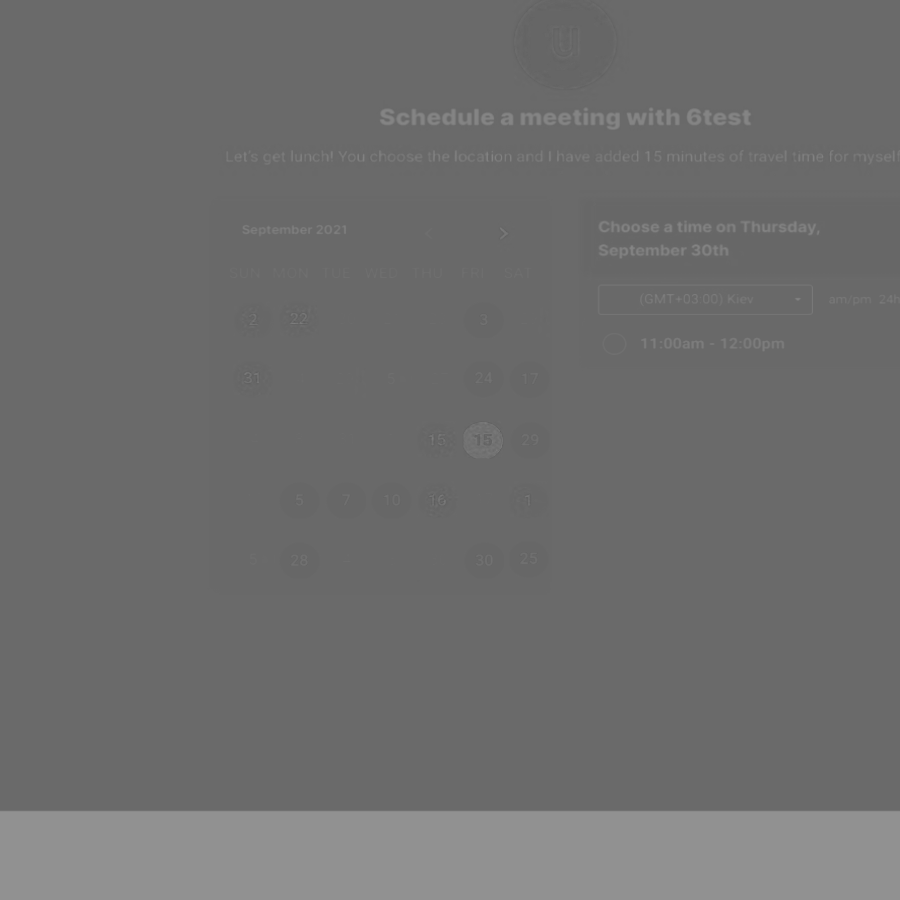 U
Schedule a meeting with 6test
Let's get lunch! You choose the location and I have added 15 minutes of travel time for myself
September 2021
SUN MON TUE WED THU FRI SAT
2 22 3
31 5 24 17
15 15 29
5 7 10 16 1
28 30 25
Choose a time on Thursday,
September 30th
(GMT+03:00) Kiev am/pm 24h
11:00am - 12:00pm